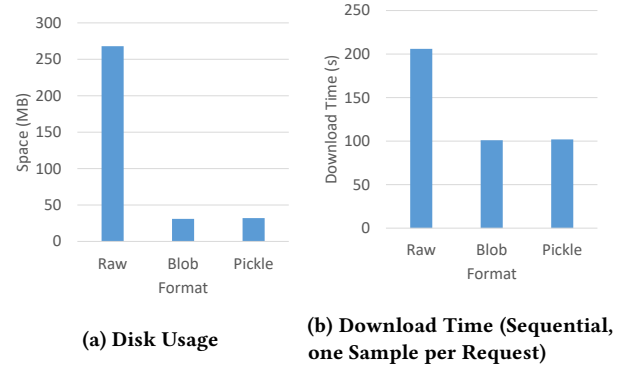 300
250
200
150
100
50
0
Space (MB)
Raw Blob Pickle
Format
(a) Disk Usage
250
200
150
100
50
0
Download Time (s)
Raw Blob Pickle
Format
(b) Download Time (Sequential,
one Sample per Request)